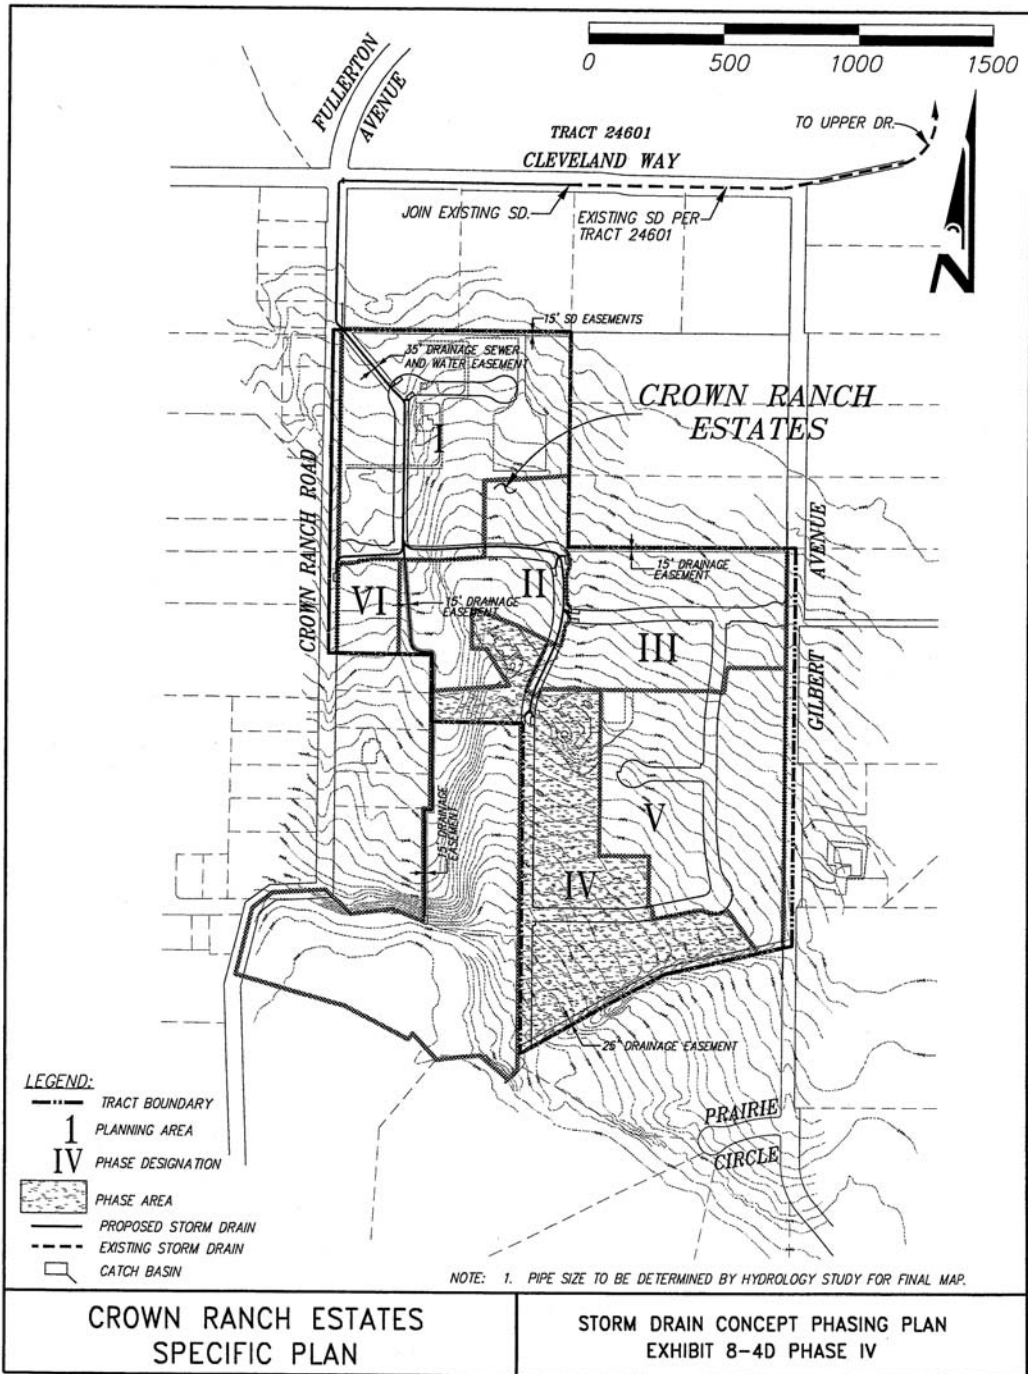 0 500 1000 1500
FULLERTON
AVENUE
TRACT 24601
CLEVELAND WAY
TO UPPER DR.
JOIN EXISTING SD.
EXISTING SD PER
TRACT 24601
N
15' SD EASEMENTS
35' DRAINAGE SEWER
AND WATER EASEMENT
CROWN RANCH
ESTATES
I
CROWN RANCH ROAD
AVENUE
GILBERT
15' DRAINAGE
EASEMENT
II
VI
15' DRAINAGE
EASEMENT
III
15' DRAINAGE
EASEMENT
V
IV
25' DRAINAGE EASEMENT
PRAIRIE
CIRCLE
LEGEND:
TRACT BOUNDARY
1 PLANNING AREA
IV PHASE DESIGNATION
PHASE AREA
PROPOSED STORM DRAIN
EXISTING STORM DRAIN
CATCH BASIN
NOTE: 1. PIPE SIZE TO BE DETERMINED BY HYDROLOGY STUDY FOR FINAL MAP.
CROWN RANCH ESTATES
SPECIFIC PLAN
STORM DRAIN CONCEPT PHASING PLAN
EXHIBIT 8-4D PHASE IV